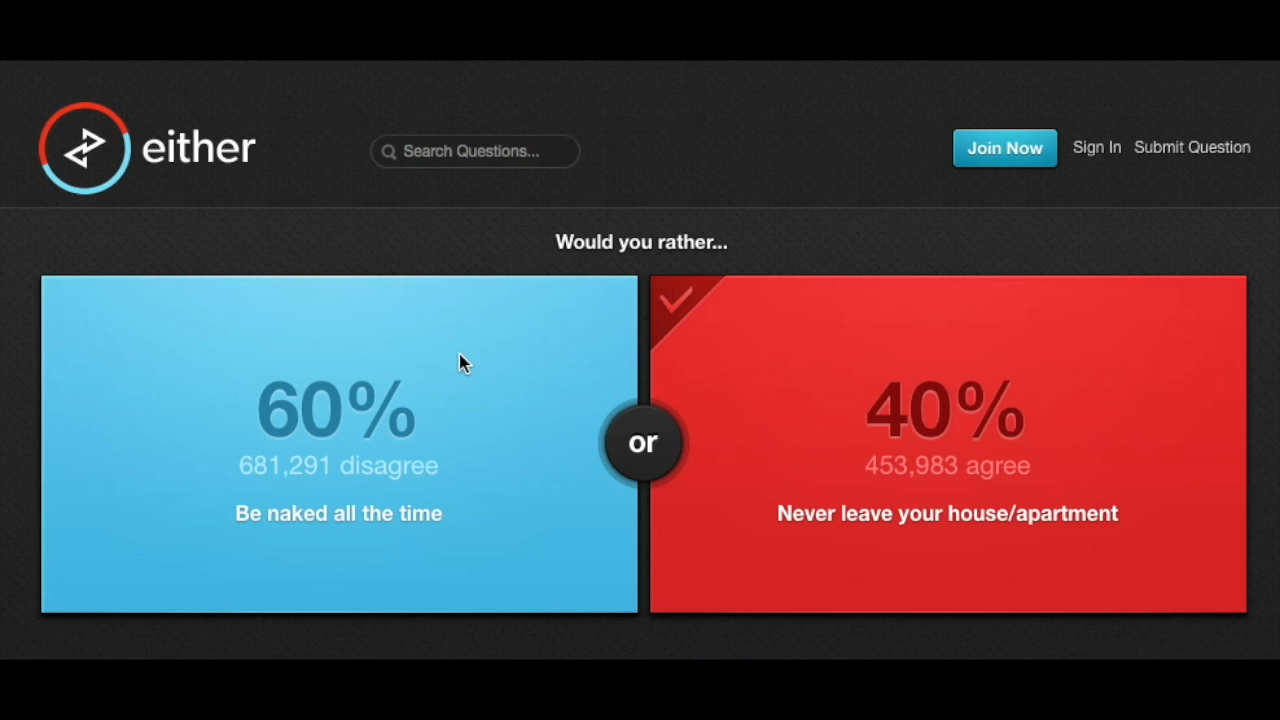 either
Search Questions...
Join Now
Sign In
Submit Question
Would you rather...
60%
681,291 disagree
Be naked all the time
or
40%
453,983 agree
Never leave your house/apartment